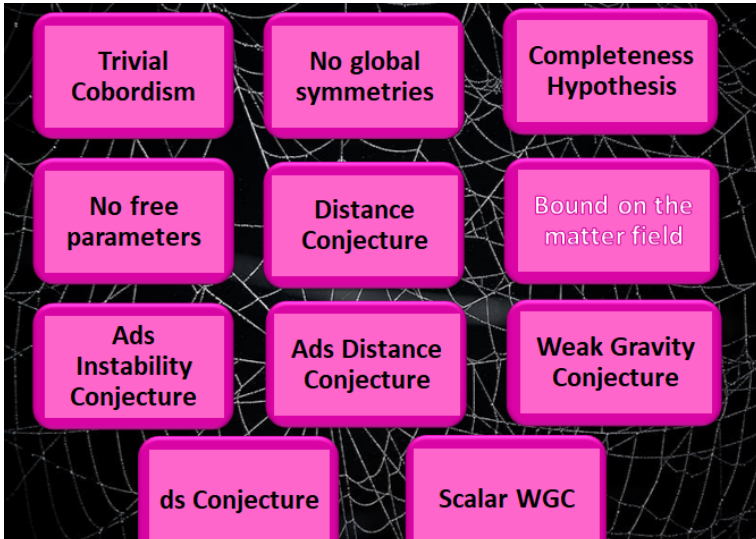 Trivial
Cobordism
No global
symmetries
Completeness
Hypothesis
No free
parameters
Distance
Conjecture
Bound on the
matter field
Ads
Instability
Conjecture
Ads Distance
Conjecture
Weak Gravity
Conjecture
ds Conjecture
Scalar WGC